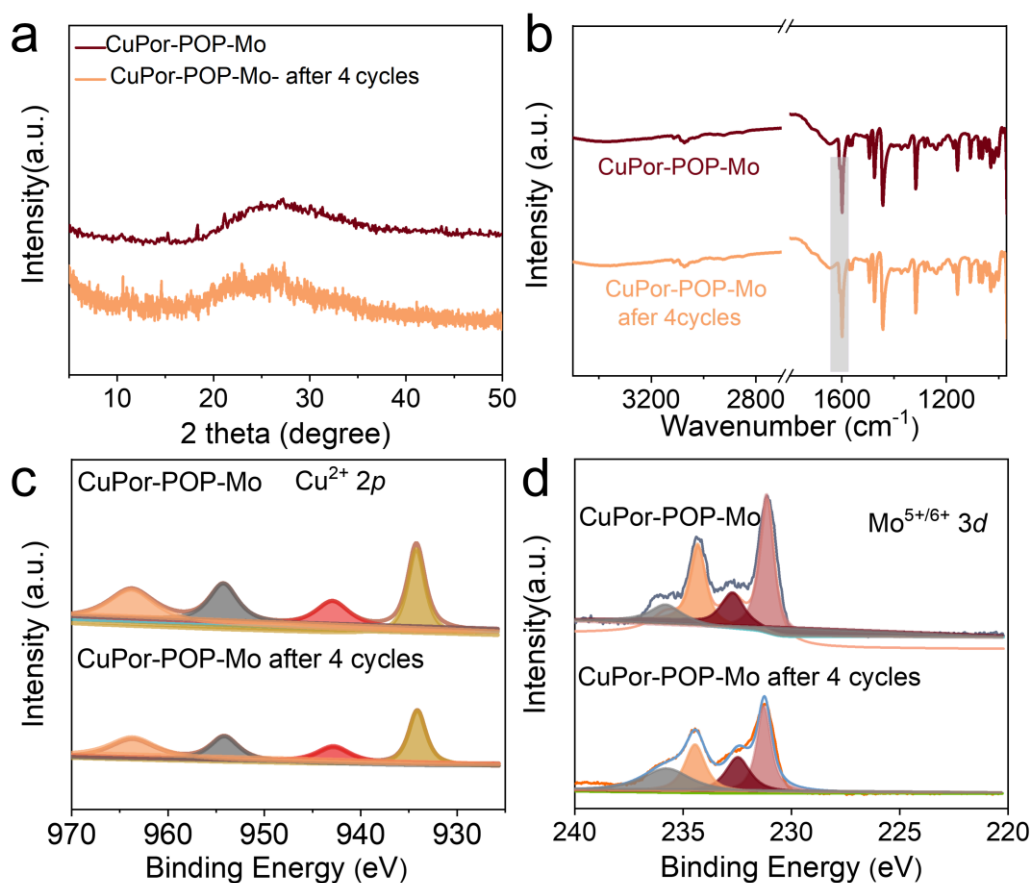 a
CuPor-POP-Mo
CuPor-POP-Mo- after 4 cycles
Intensity(a.u.)
10 20 30 40 50
2 theta (degree)
b
CuPor-POP-Mo
CuPor-POP-Mo
afer 4cycles
Intensity (a.u.)
3200 2800 1600 1200
Wavenumber (cm⁻¹)
c
CuPor-POP-Mo Cu²⁺ 2p
CuPor-POP-Mo after 4 cycles
Intensity (a.u.)
970 960 950 940 930
Binding Energy (eV)
d
CuPor-POP-Mo
Mo⁵⁺/⁶⁺ 3d
CuPor-POP-Mo after 4 cycles
Intensity(a.u.)
240 235 230 225 220
Binding Energy (eV)